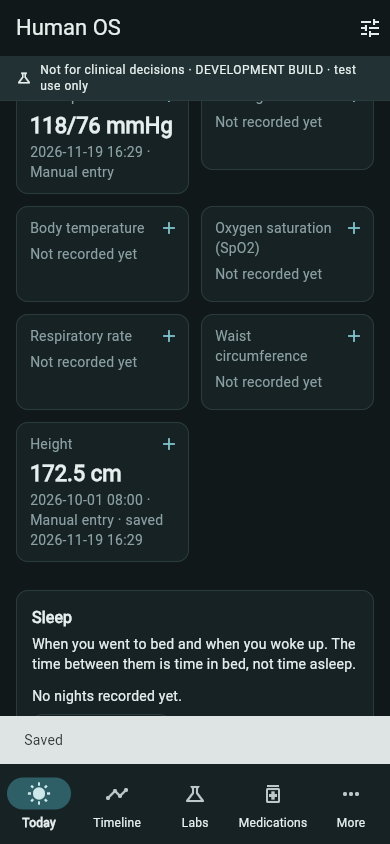 Human OS
Not for clinical decisions · DEVELOPMENT BUILD · test
use only
118/76 mmHg
2026-11-19 16:29 ·
Manual entry
Not recorded yet
Body temperature
Not recorded yet
Oxygen saturation
(SpO2)
Not recorded yet
Respiratory rate
Not recorded yet
Waist
circumference
Not recorded yet
Height
172.5 cm
2026-10-01 08:00 ·
Manual entry · saved
2026-11-19 16:29
Sleep
When you went to bed and when you woke up. The
time between them is time in bed, not time asleep.
No nights recorded yet.
Saved
Today
Timeline
Labs
Medications
More